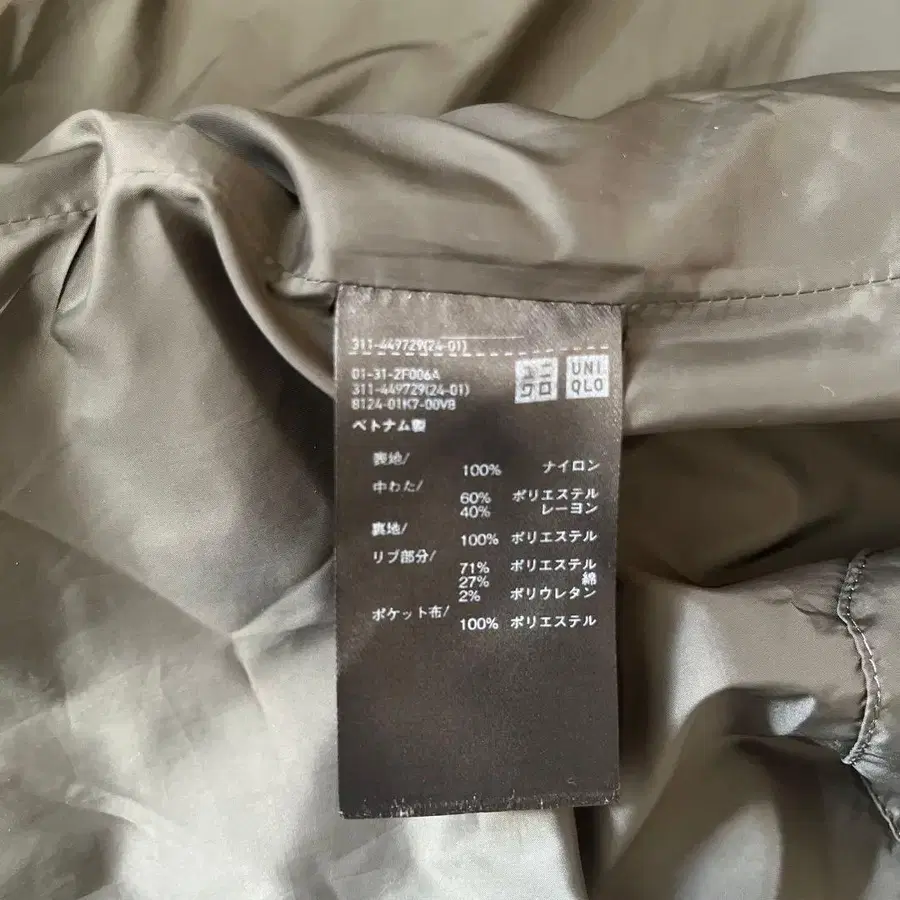 311-449729(24-01)
ユニ
クロ
UNI
QLO
01-31-2F006A
311-449729(24-01)
8124-01K7-00VB
ベトナム製
表地/
100% ナイロン
中わた/
60% ポリエステル
40% レーヨン
裏地/
100% ポリエステル
リブ部分/
71% ポリエステル
27% 綿
2% ポリウレタン
ポケット布/
100% ポリエステル